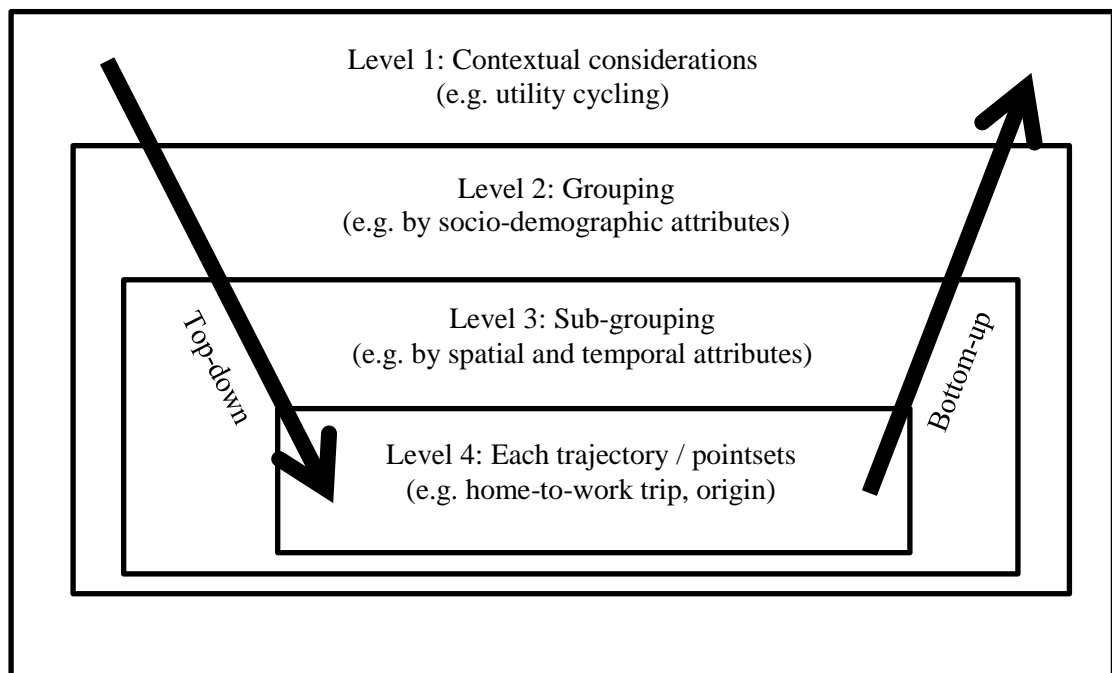 Level 1: Contextual considerations
(e.g. utility cycling)
Level 2: Grouping
(e.g. by socio-demographic attributes)
Level 3: Sub-grouping
(e.g. by spatial and temporal attributes)
Top-down
Bottom-up
Level 4: Each trajectory / pointsets
(e.g. home-to-work trip, origin)